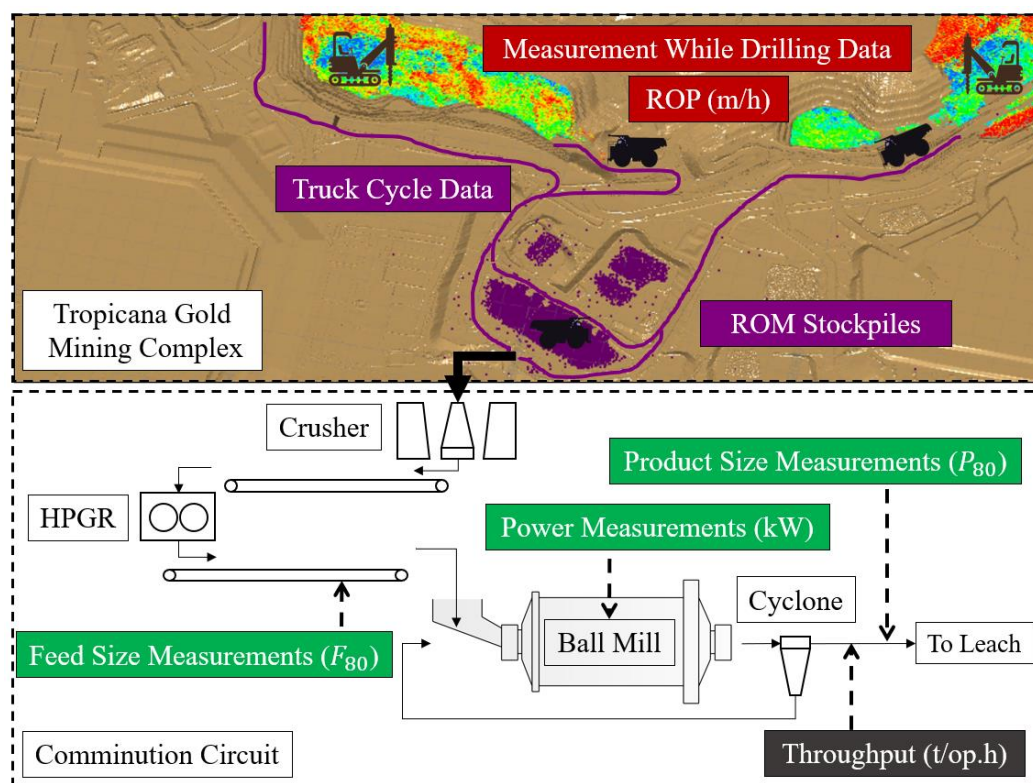 Measurement While Drilling Data
ROP (m/h)
Truck Cycle Data
Tropicana Gold
Mining Complex
ROM Stockpiles
Crusher
Product Size Measurements (P₈₀)
HPGR
Power Measurements (kW)
Cyclone
Feed Size Measurements (F₈₀)
Ball Mill
To Leach
Comminution Circuit
Throughput (t/op.h)